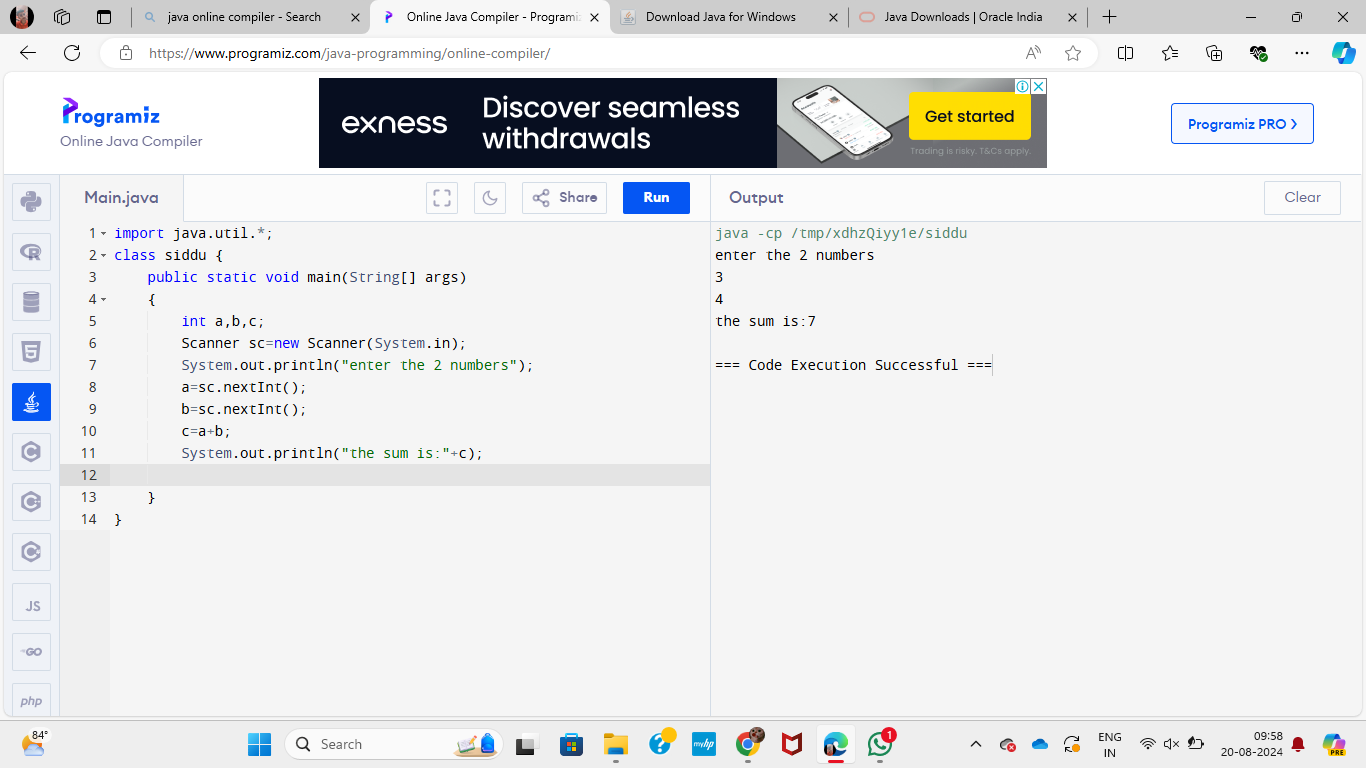 java online compiler - Search
Online Java Compiler - Programiz
Download Java for Windows
Java Downloads | Oracle India
https://www.programiz.com/java-programming/online-compiler/
Programiz
Online Java Compiler
exness
Discover seamless
withdrawals
Get started
Trading is risky. T&Cs apply.
Programiz PRO
Main.java
Share
Run
Output
Clear
1 import java.util.*;
2 class siddu {
3 public static void main(String[] args)
4 {
5 int a,b,c;
6 Scanner sc=new Scanner(System.in);
7 System.out.println("enter the 2 numbers");
8 a=sc.nextInt();
9 b=sc.nextInt();
10 c=a+b;
11 System.out.println("the sum is:"+c);
12
13 }
14 }
java -cp /tmp/xdhzQiyy1e/siddu
enter the 2 numbers
3
4
the sum is:7
=== Code Execution Successful ===
JS
GO
php
84°
Search
myhp
1
ENG
IN
09:58
20-08-2024
PRE